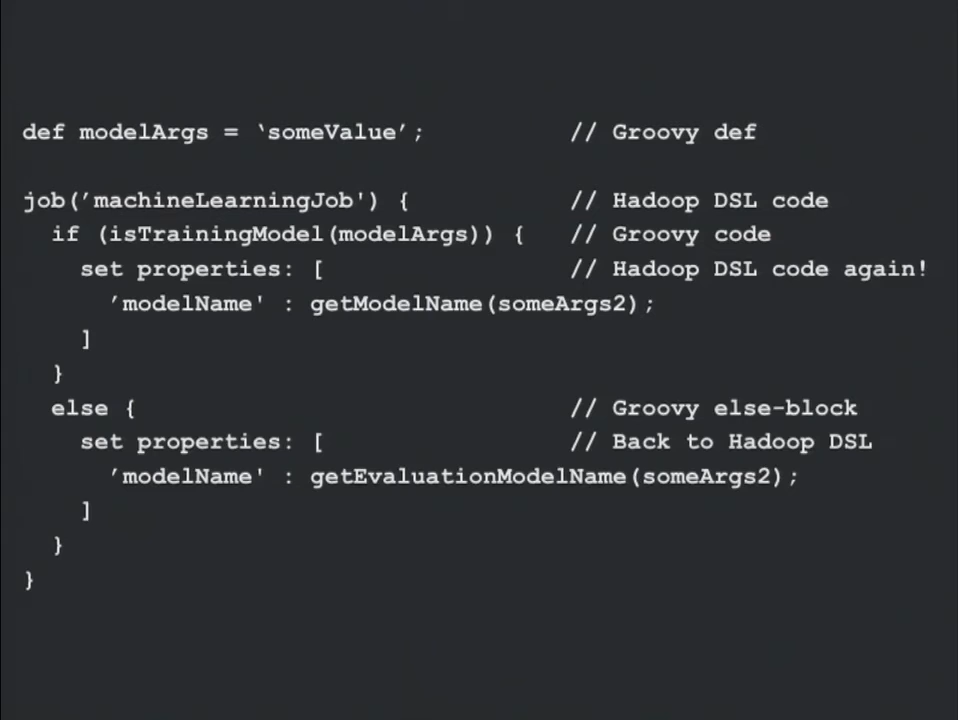 def modelArgs = ‘someValue’; // Groovy def
job(’machineLearningJob') { // Hadoop DSL code
if (isTrainingModel(modelArgs)) { // Groovy code
set properties: [ // Hadoop DSL code again!
’modelName' : getModelName(someArgs2);
]
}
else { // Groovy else-block
set properties: [ // Back to Hadoop DSL
’modelName' : getEvaluationModelName(someArgs2);
]
}
}